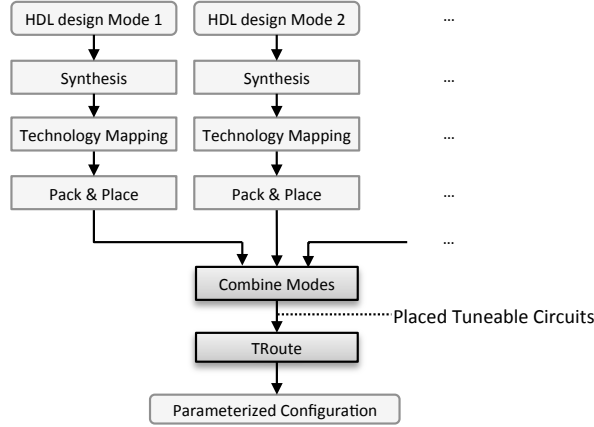 HDL design Mode 1 HDL design Mode 2 ...
Synthesis Synthesis ...
Technology Mapping Technology Mapping ...
Pack & Place Pack & Place ...
...
Combine Modes
Placed Tuneable Circuits
TRoute
Parameterized Configuration